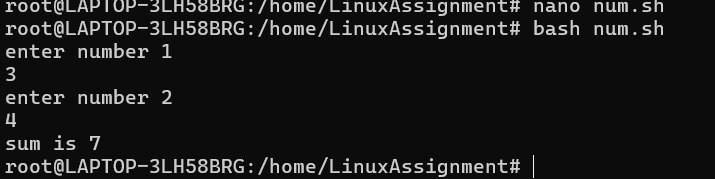 root@LAPTOP-3LH58BRG:/home/LinuxAssignment# nano num.sh
root@LAPTOP-3LH58BRG:/home/LinuxAssignment# bash num.sh
enter number 1
3
enter number 2
4
sum is 7
root@LAPTOP-3LH58BRG:/home/LinuxAssignment#